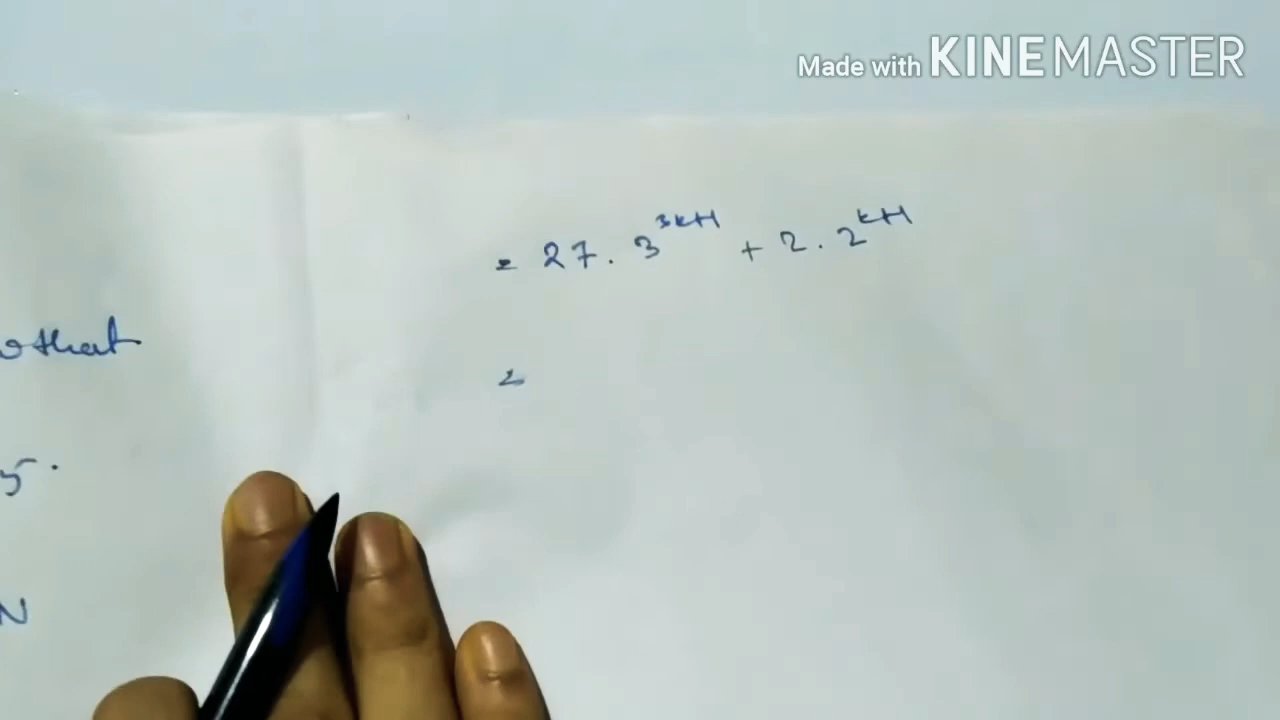 Made with KINEMASTER
= 27 . 3^{3k+1} + 2 . 2^{k+1}
that
=
5.
N